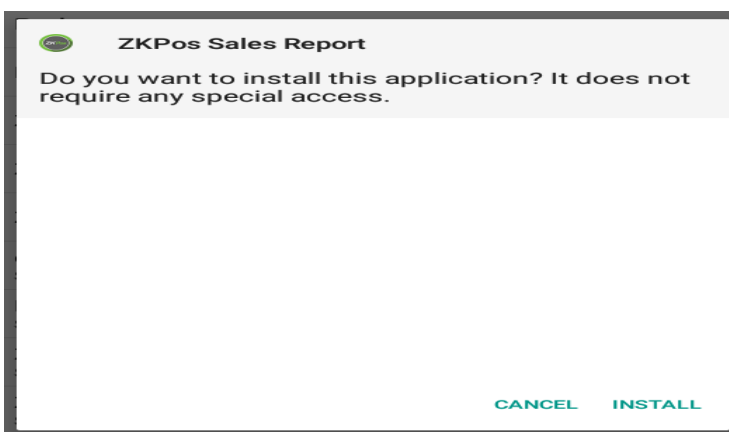 ZKPos Sales Report
Do you want to install this application? It does not
require any special access.
CANCEL INSTALL